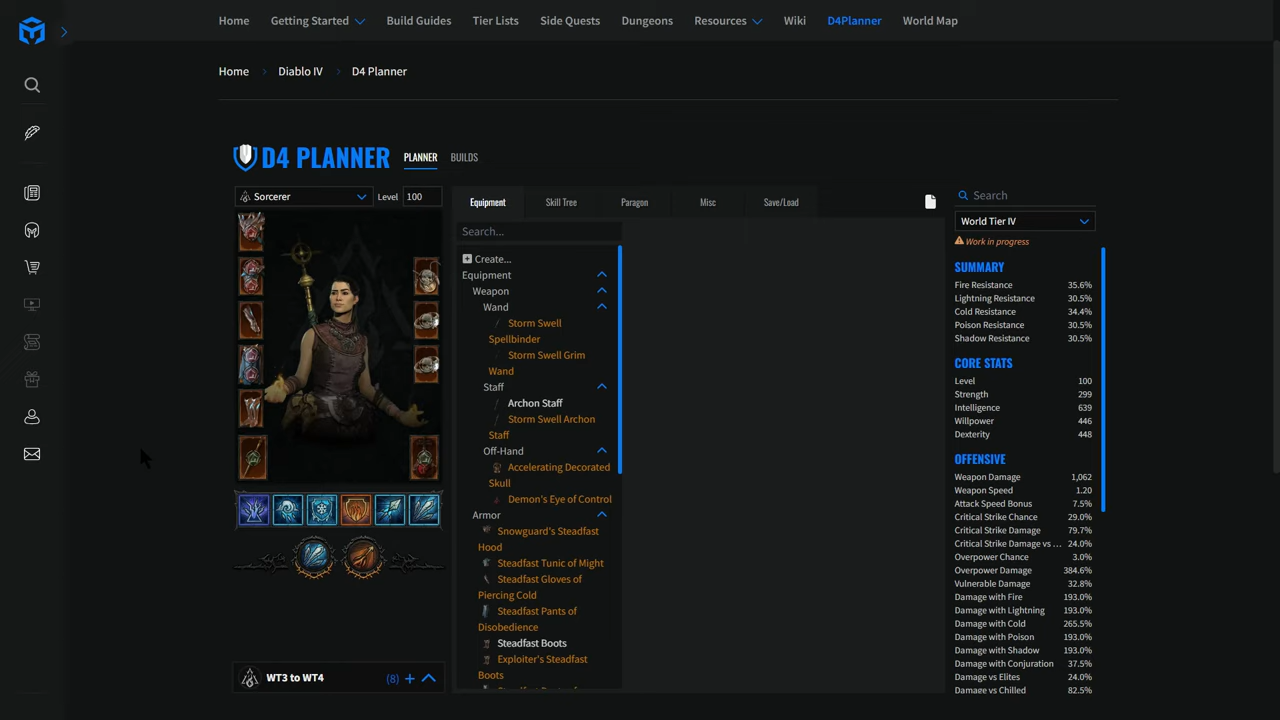 Home Getting Started Build Guides Tier Lists Side Quests Dungeons Resources Wiki D4Planner World Map
Home Diablo IV D4 Planner
D4 PLANNER PLANNER BUILDS
Sorcerer Level 100
Equipment Skill Tree Paragon Misc Save/Load
Search...
Create...
Equipment
Weapon
Wand
Storm Swell
Spellbinder
Storm Swell Grim
Wand
Staff
Archon Staff
Storm Swell Archon
Staff
Off-Hand
Accelerating Decorated
Skull
Demon's Eye of Control
Armor
Snowguard's Steadfast
Hood
Steadfast Tunic of Might
Steadfast Gloves of
Piercing Cold
Steadfast Pants of
Disobedience
Steadfast Boots
Exploiter's Steadfast
Boots
WT3 to WT4 (8)
Search
World Tier IV
Work in progress
SUMMARY
Fire Resistance 35.6%
Lightning Resistance 30.5%
Cold Resistance 34.4%
Poison Resistance 30.5%
Shadow Resistance 30.5%
CORE STATS
Level 100
Strength 299
Intelligence 639
Willpower 446
Dexterity 448
OFFENSIVE
Weapon Damage 1,062
Weapon Speed 1.20
Attack Speed Bonus 7.5%
Critical Strike Chance 29.0%
Critical Strike Damage 79.7%
Critical Strike Damage vs ... 24.0%
Overpower Chance 3.0%
Overpower Damage 384.6%
Vulnerable Damage 32.8%
Damage with Fire 193.0%
Damage with Lightning 193.0%
Damage with Cold 265.5%
Damage with Poison 193.0%
Damage with Shadow 193.0%
Damage with Conjuration 37.5%
Damage vs Elites 24.0%
Damage vs Chilled 82.5%